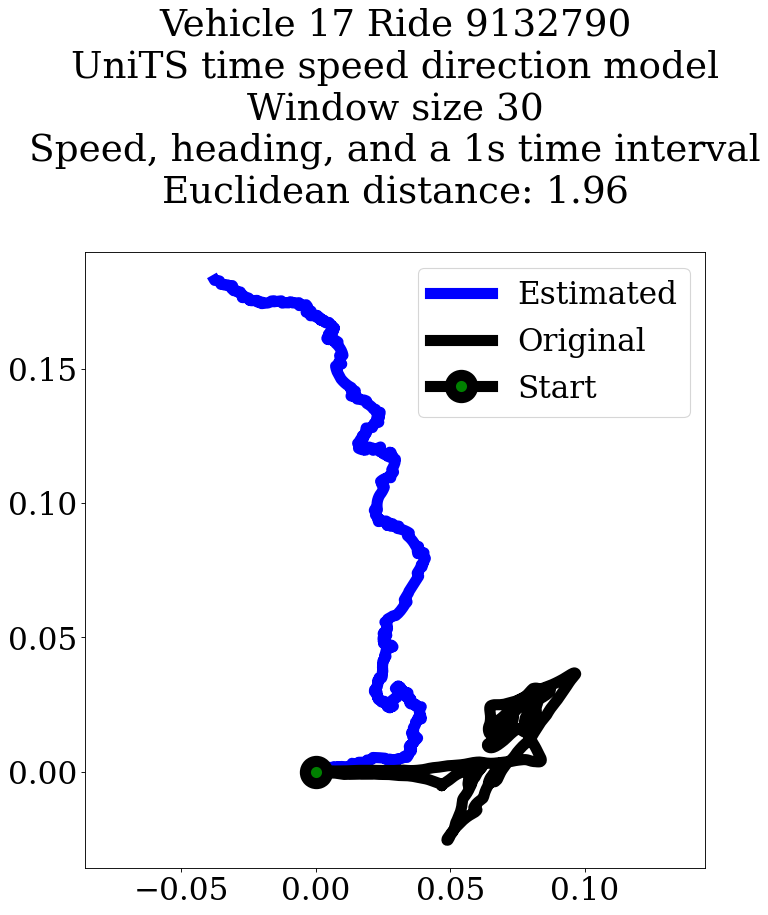 Vehicle 17 Ride 9132790
UniTS time speed direction model
Window size 30
Speed, heading, and a 1s time interval
Euclidean distance: 1.96
Estimated
Original
Start
0.15
0.10
0.05
0.00
−0.05 0.00 0.05 0.10